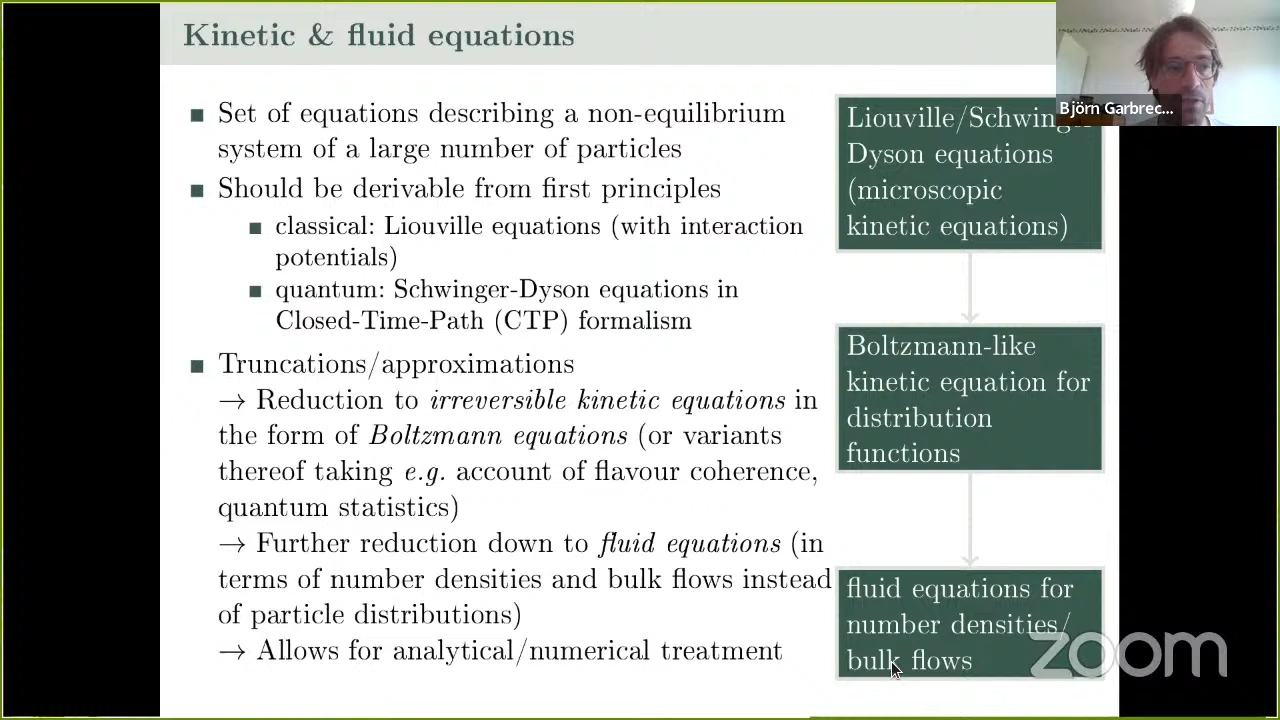 Kinetic & fluid equations
■ Set of equations describing a non-equilibrium
system of a large number of particles
■ Should be derivable from first principles
■ classical: Liouville equations (with interaction
potentials)
■ quantum: Schwinger-Dyson equations in
Closed-Time-Path (CTP) formalism
■ Truncations/approximations
→ Reduction to irreversible kinetic equations in
the form of Boltzmann equations (or variants
thereof taking e.g. account of flavour coherence,
quantum statistics)
→ Further reduction down to fluid equations (in
terms of number densities and bulk flows instead
of particle distributions)
→ Allows for analytical/numerical treatment
Liouville/Schwinger
Dyson equations
(microscopic
kinetic equations)
Boltzmann-like
kinetic equation for
distribution
functions
fluid equations for
number densities/
bulk flows
Björn Garbrec...
zoom